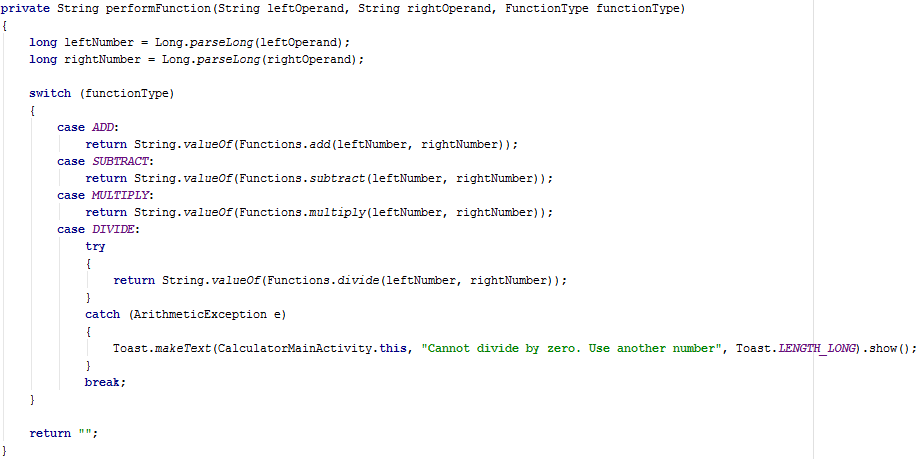 private String performFunction(String leftOperand, String rightOperand, FunctionType functionType)
{
    long leftNumber = Long.parseLong(leftOperand);
    long rightNumber = Long.parseLong(rightOperand);

    switch (functionType)
    {
        case ADD:
            return String.valueOf(Functions.add(leftNumber, rightNumber));
        case SUBTRACT:
            return String.valueOf(Functions.subtract(leftNumber, rightNumber));
        case MULTIPLY:
            return String.valueOf(Functions.multiply(leftNumber, rightNumber));
        case DIVIDE:
            try
            {
                return String.valueOf(Functions.divide(leftNumber, rightNumber));
            }
            catch (ArithmeticException e)
            {
                Toast.makeText(CalculatorMainActivity.this, "Cannot divide by zero. Use another number", Toast.LENGTH_LONG).show();
            }
            break;
    }

    return "";
}